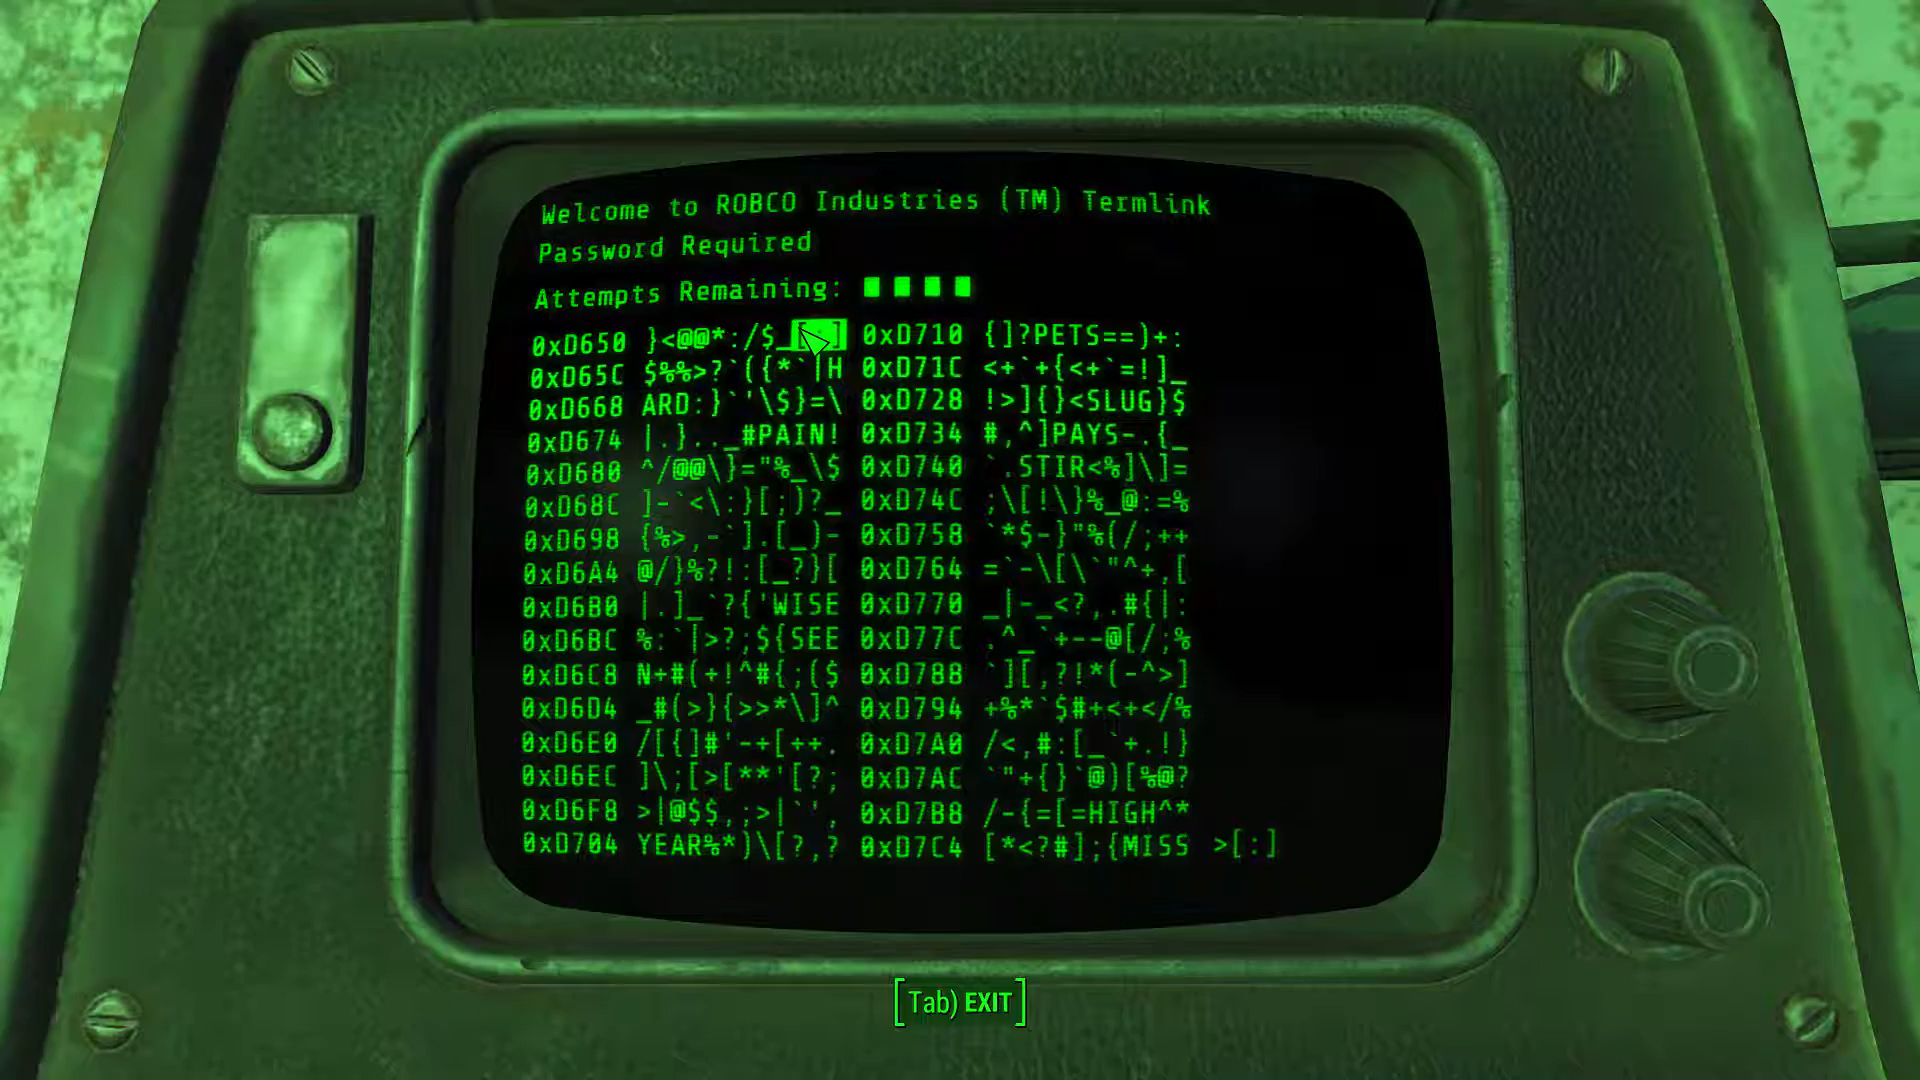 Welcome to ROBCO Industries (TM) Termlink
Password Required
Attempts Remaining: ■ ■ ■ ■
0xD650 }<@@*:/$_[:] 0xD710 {]?PETS==)+:
0xD65C $%%>?`({*`|H 0xD71C <+`+{<+`=!]_
0xD668 ARD:}`'\$}=\ 0xD728 !>]{}<SLUG}$
0xD674 |.}.._#PAIN! 0xD734 #,^]PAYS-.{_
0xD680 ^/@@\}="%_\$ 0xD740 `.STIR<%]\]=
0xD68C ]-`<\:}[;)?_ 0xD74C ;\[!\}%_@:=%
0xD698 {%>,-`].[_)- 0xD758 `*$-}"%(/;++
0xD6A4 @/}%?!:[_?}[ 0xD764 =`-\[\`"^+,[
0xD6B0 |.]_`?{'WISE 0xD770 _|-_<?,.#{|:
0xD6BC %:`|>?;${SEE 0xD77C .^_`+--@[/;%
0xD6C8 N+#(+!^#{;($ 0xD788 `][,?!*(-^>]
0xD6D4 _#(>}{>>*\]^ 0xD794 +%*`$#+<+</%
0xD6E0 /[{]#'-+[++. 0xD7A0 /<,#:[_`+.!}
0xD6EC ]\;[>[**'[?; 0xD7AC `"+{}`@)[%@?
0xD6F8 >|@$$,;>|`', 0xD7B8 /-{=[=HIGH^*
0xD704 YEAR%*)\[?,? 0xD7C4 [*<?#];{MISS >[:]
[Tab) EXIT]